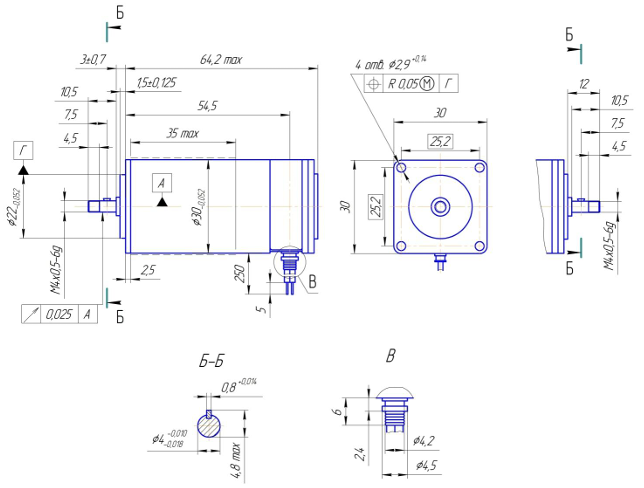 Б
3±0,7
64,2 max
1,5±0,125
10,5
54,5
7,5
35 max
4,5
Г
А
⌀22-0,052
⌀30-0,052
М4х0,5-6g
2,5
250
В
5
0,025 А
Б
4 отв. ⌀2,9+0,14
R 0,05 Ⓜ Г
30
25,2
30
25,2
Б
12
10,5
7,5
4,5
М4х0,5-6g
Б
Б-Б
0,8+0,014
⌀4-0,010
-0,018
4,8 max
В
6
2,4
⌀4,2
⌀4,5